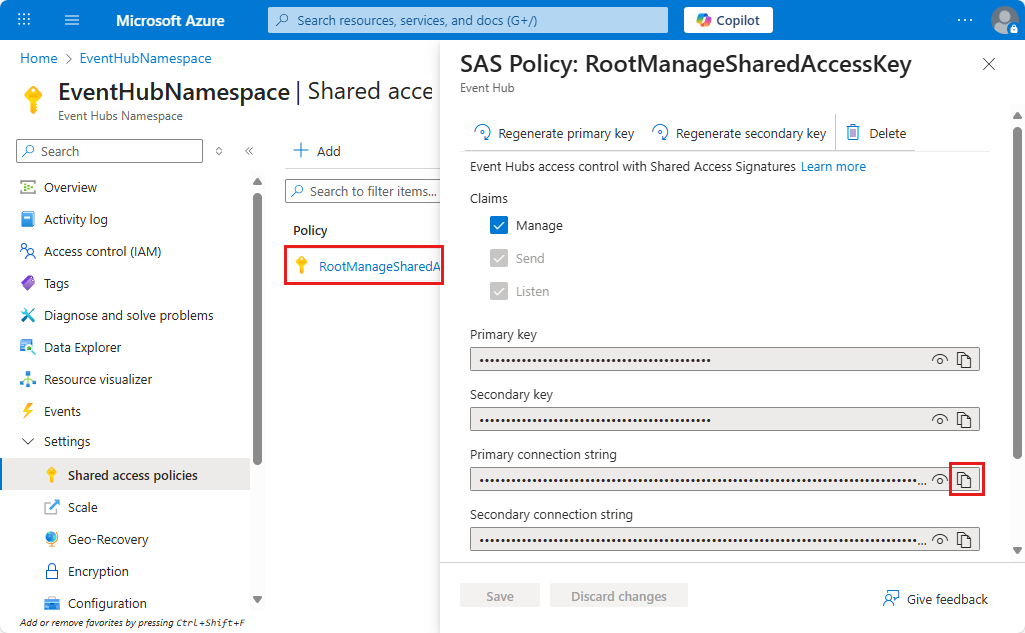 Microsoft Azure
Search resources, services, and docs (G+/)
Copilot
Home > EventHubNamespace
EventHubNamespace | Shared acce
Event Hubs Namespace
Search
Overview
Activity log
Access control (IAM)
Tags
Diagnose and solve problems
Data Explorer
Resource visualizer
Events
Settings
Shared access policies
Scale
Geo-Recovery
Encryption
Configuration
Add or remove favorites by pressing Ctrl+Shift+F
Add
Search to filter items...
Policy
RootManageSharedA
SAS Policy: RootManageSharedAccessKey
Event Hub
Regenerate primary key
Regenerate secondary key
Delete
Event Hubs access control with Shared Access Signatures Learn more
Claims
Manage
Send
Listen
Primary key
Secondary key
Primary connection string
Secondary connection string
Save
Discard changes
Give feedback